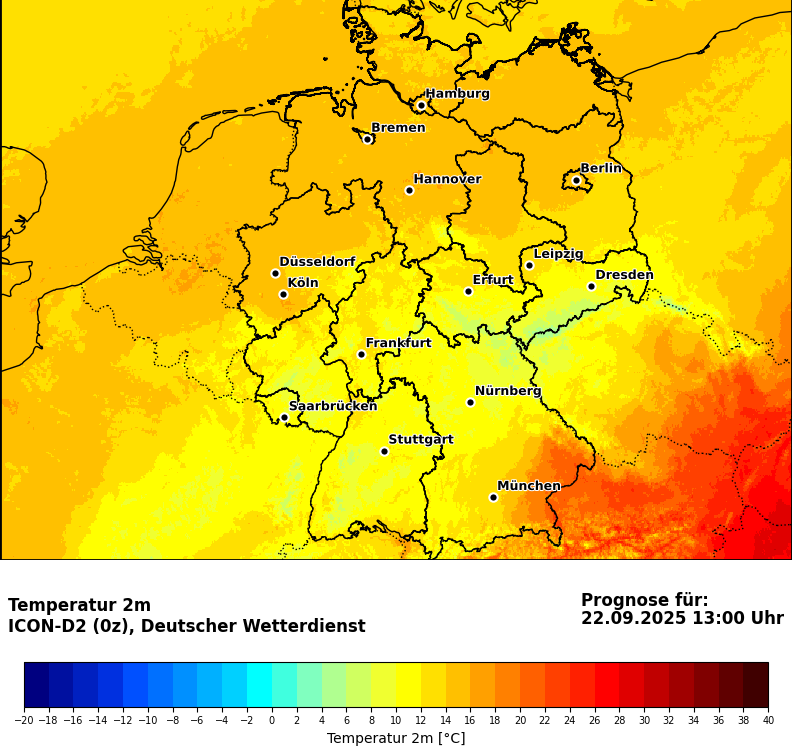 Hamburg
Bremen
Berlin
Hannover
Leipzig
Düsseldorf
Dresden
Erfurt
Köln
Frankfurt
Nürnberg
Saarbrücken
Stuttgart
München
Temperatur 2m
ICON-D2 (0z), Deutscher Wetterdienst
Prognose für:
22.09.2025 13:00 Uhr
−20 −18 −16 −14 −12 −10 −8 −6 −4 −2 0 2 4 6 8 10 12 14 16 18 20 22 24 26 28 30 32 34 36 38 40
Temperatur 2m [°C]